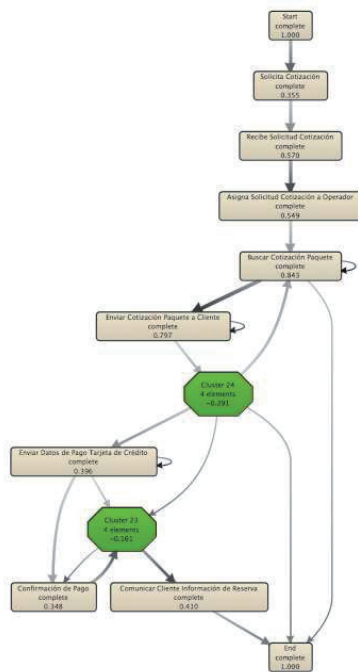 Start
complete
1.000
Solicita Cotización
complete
0.355
Recibe Solicitud Cotización
complete
0.570
Asigna Solicitud Cotización a Operador
complete
0.549
Buscar Cotización Paquete
complete
0.843
Enviar Cotización Paquete a Cliente
complete
0.797
Cluster 24
4 elements
~0.291
Enviar Datos de Pago Tarjeta de Crédito
complete
0.396
Cluster 23
4 elements
~0.161
Confirmación de Pago
complete
0.348
Comunicar Cliente Información de Reserva
complete
0.410
End
complete
1.000